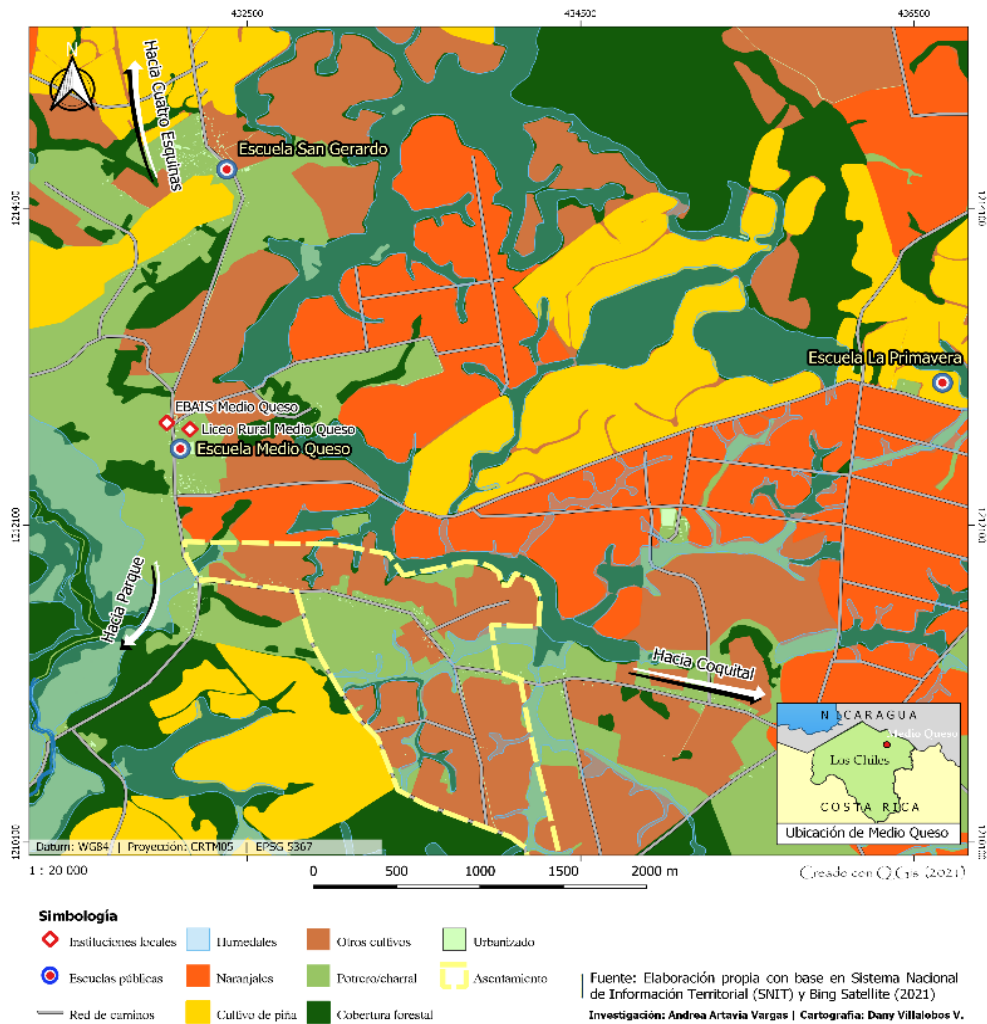 432500 434500 436500
N
Hacia Cuatro Esquinas
Escuela San Gerardo
1214100 1214100
Escuela La Primavera
EBAIS Medio Queso
Liceo Rural Medio Queso
Escuela Medio Queso
1212100 1212100
Hacia Parque
Hacia Coquital
NICARAGUA
Medio Queso
Los Chiles
COSTA RICA
Ubicación de Medio Queso
1210100 1210100
Datum: WG84 | Proyección: CRTM05 | EPSG 5367
1 : 20 000
0 500 1000 1500 2000 m
Creado con QGis (2021)
Simbología
Instituciones locales
Humedales
Otros cultivos
Urbanizado
Escuelas públicas
Naranjales
Potrero/charral
Asentamiento
Red de caminos
Cultivo de piña
Cobertura forestal
Fuente: Elaboración propia con base en Sistema Nacional
de Información Territorial (SNIT) y Bing Satellite (2021)
Investigación: Andrea Artavia Vargas | Cartografía: Dany Villalobos V.